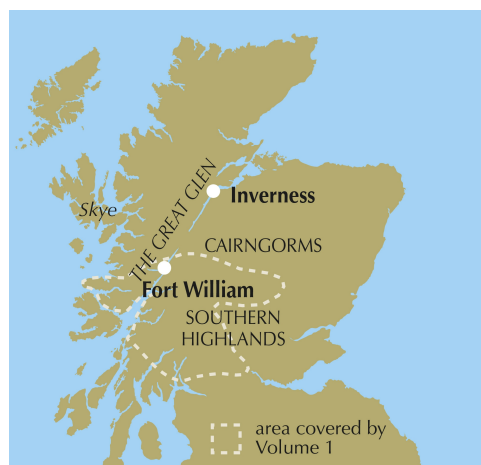 THE GREAT GLEN
Inverness
Skye
CAIRNGORMS
Fort William
SOUTHERN
HIGHLANDS
area covered by
Volume 1